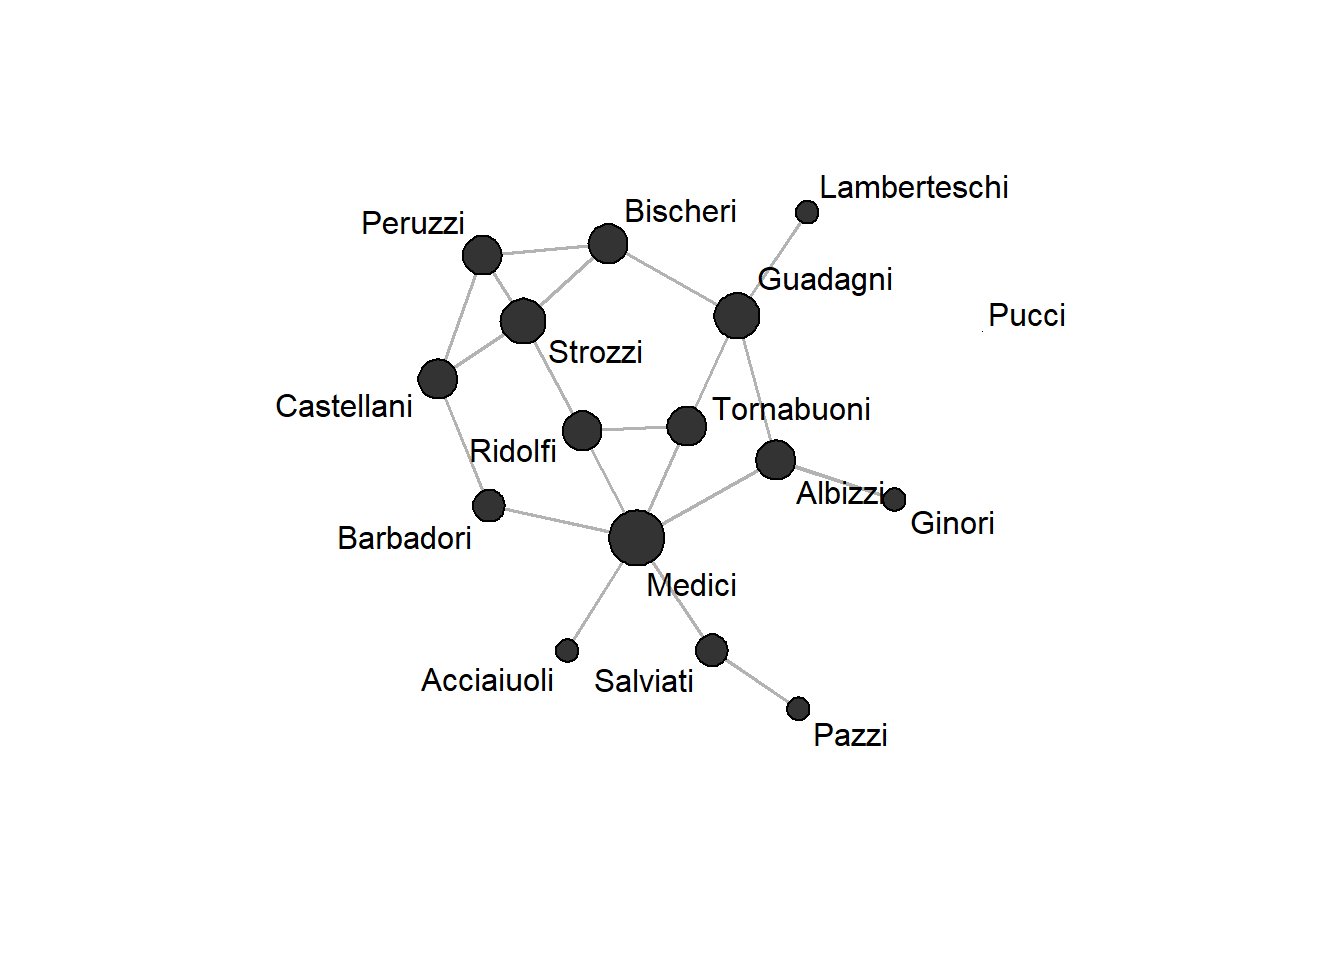 Lamberteschi
Bischeri
Peruzzi
Guadagni
Pucci
Strozzi
Castellani
Tornabuoni
Ridolfi
Albizzi
Ginori
Barbadori
Medici
Acciaiuoli
Salviati
Pazzi